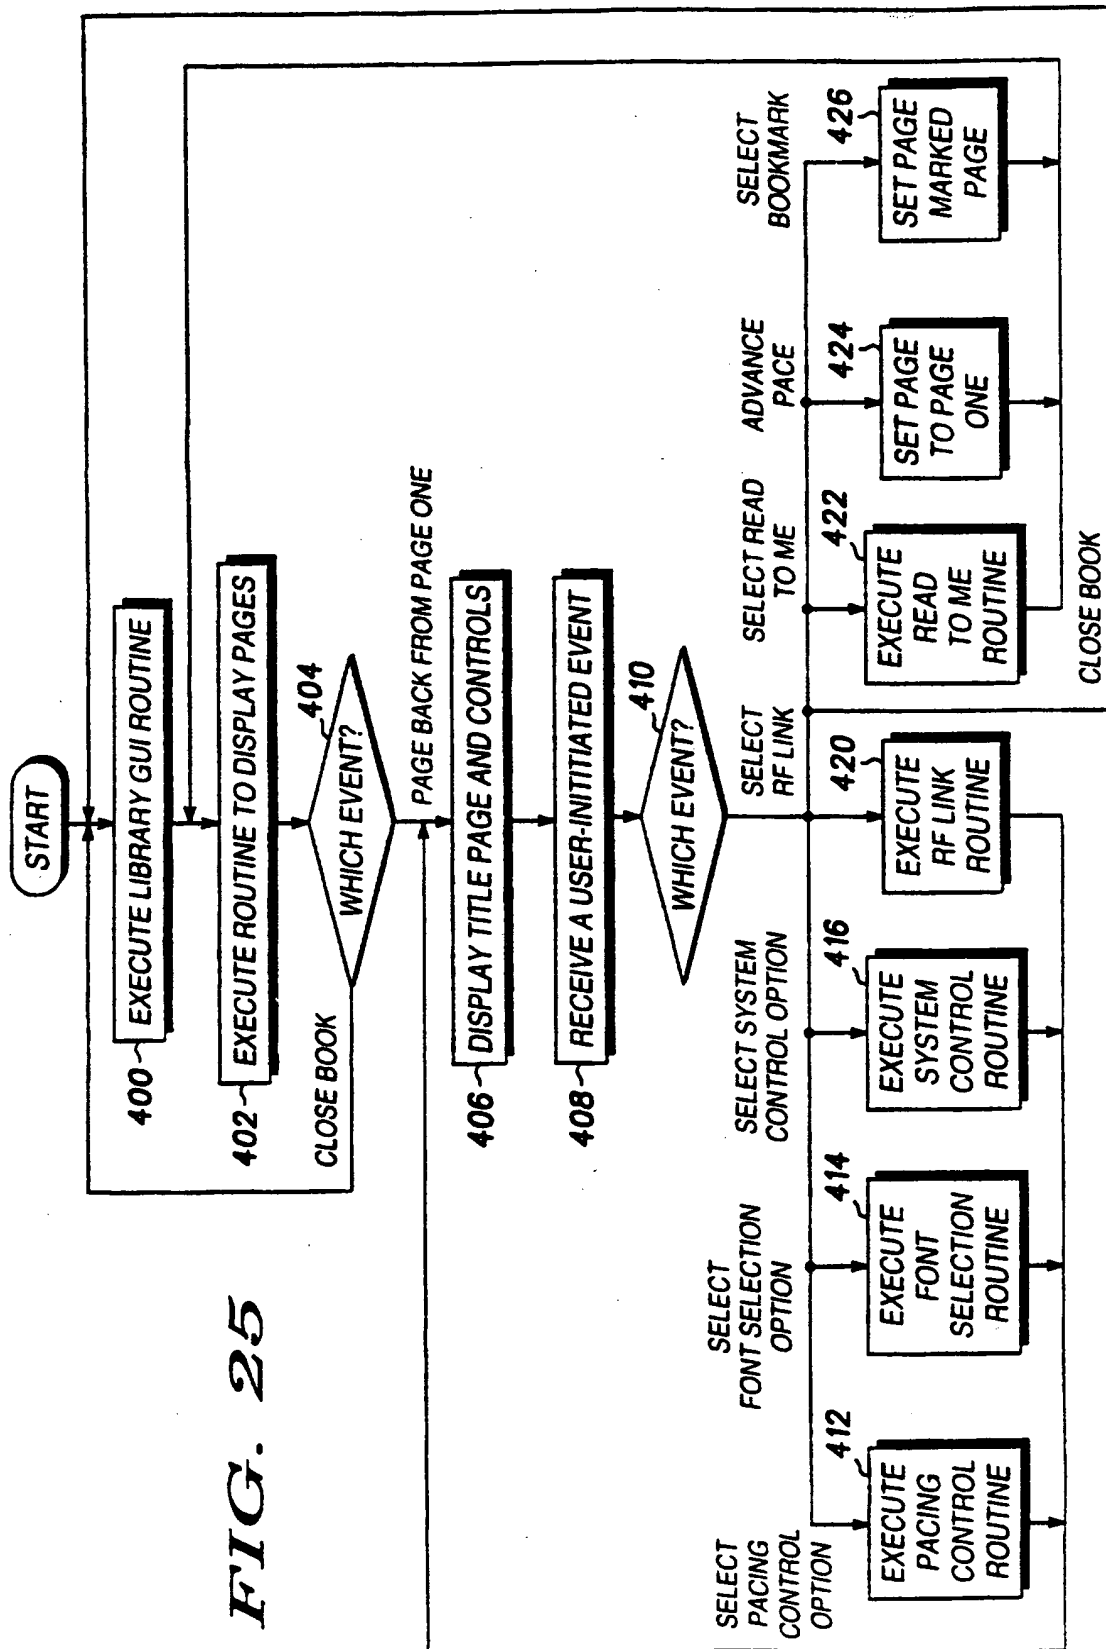 FIG. 25
START
400
EXECUTE LIBRARY GUI ROUTINE
402
EXECUTE ROUTINE TO DISPLAY PAGES
404
WHICH EVENT?
CLOSE BOOK
PAGE BACK FROM PAGE ONE
406
DISPLAY TITLE PAGE AND CONTROLS
408
RECEIVE A USER-INITITIATED EVENT
410
WHICH EVENT?
SELECT
PACING
CONTROL
OPTION
412
EXECUTE
PACING
CONTROL
ROUTINE
SELECT
FONT SELECTION
OPTION
414
EXECUTE
FONT
SELECTION
ROUTINE
SELECT SYSTEM
CONTROL OPTION
416
EXECUTE
SYSTEM
CONTROL
ROUTINE
SELECT
RF LINK
420
EXECUTE
RF LINK
ROUTINE
SELECT READ
TO ME
422
EXECUTE
READ
TO ME
ROUTINE
ADVANCE
PACE
424
SET PAGE
TO PAGE
ONE
SELECT
BOOKMARK
426
SET PAGE
MARKED
PAGE
CLOSE BOOK